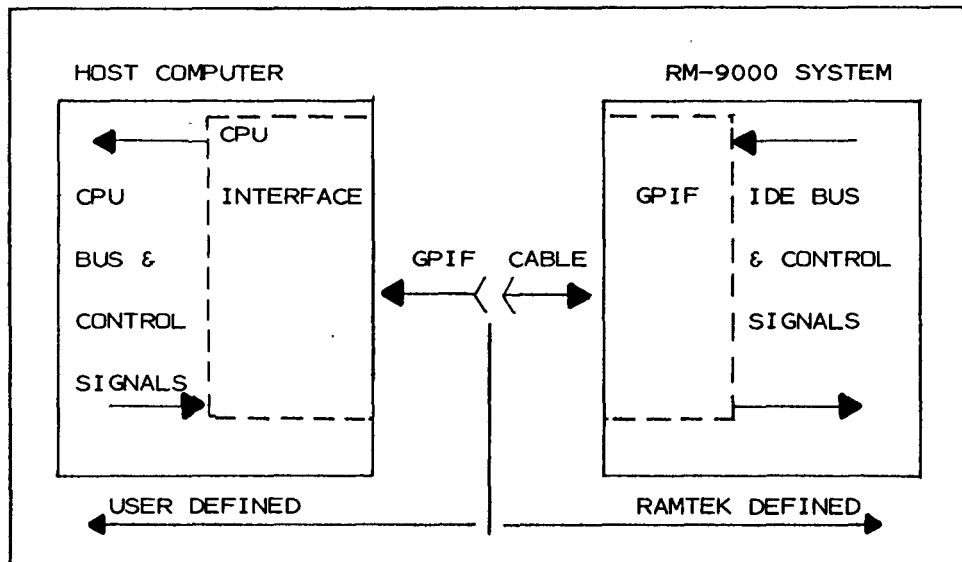 HOST COMPUTER
RM-9000 SYSTEM
CPU
INTERFACE
CPU
BUS &
CONTROL
SIGNALS
GPIF CABLE
GPIF
IDE BUS
& CONTROL
SIGNALS
USER DEFINED
RAMTEK DEFINED